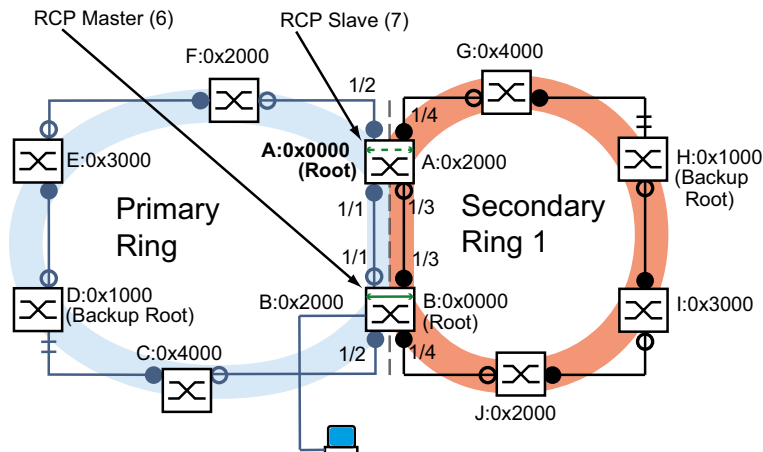 RCP Master (6)
RCP Slave (7)
F:0x2000
G:0x4000
1/2
1/4
E:0x3000
A:0x0000
(Root)
A:0x2000
H:0x1000
(Backup
Root)
Primary
Ring
1/1
1/3
Secondary
Ring 1
1/1
1/3
D:0x1000
(Backup Root)
B:0x2000
B:0x0000
(Root)
I:0x3000
C:0x4000
1/2
1/4
J:0x2000